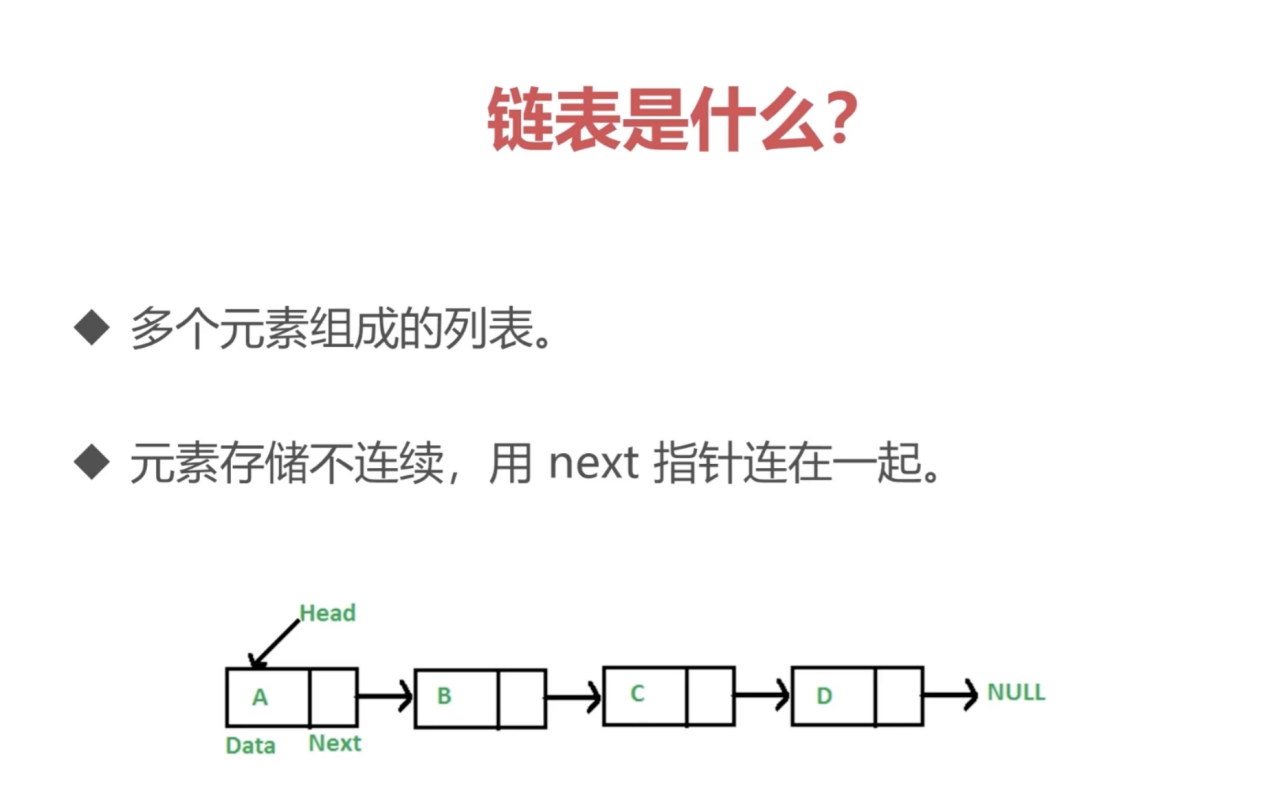 链表是什么？
多个元素组成的列表。
元素存储不连续，用 next 指针连在一起。
Head
A
B
C
D
NULL
Data
Next